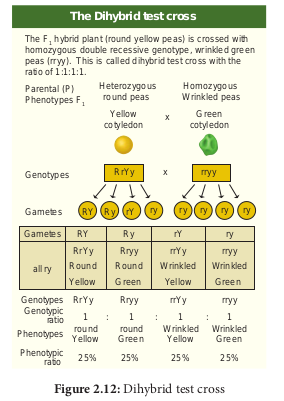 The Dihybrid test cross
The F1 hybrid plant (round yellow peas) is crossed with
homozygous double recessive genotype, wrinkled green
peas (rryy). This is called dihybrid test cross with the
ratio of 1:1:1:1.
Parental (P) Heterozygous Homozygous
Phenotypes F1 round peas Wrinkled peas
Yellow x Green
cotyledon cotyledon
Genotypes RrYy x rryy
Gametes RY Ry rY ry ry ry ry ry
Gametes RY Ry rY ry
all ry RrYy Rryy rrYy rryy
Round Round Wrinkled Wrinkled
Yellow Green Yellow Green
Genotypes RrYy Rryy rrYy rryy
Genotypic ratio 1 : 1 : 1 : 1
Phenotypes round round Wrinkled Wrinkled
Yellow Green Yellow Green
Phenotypic ratio 25% 25% 25% 25%
Figure 2.12: Dihybrid test cross